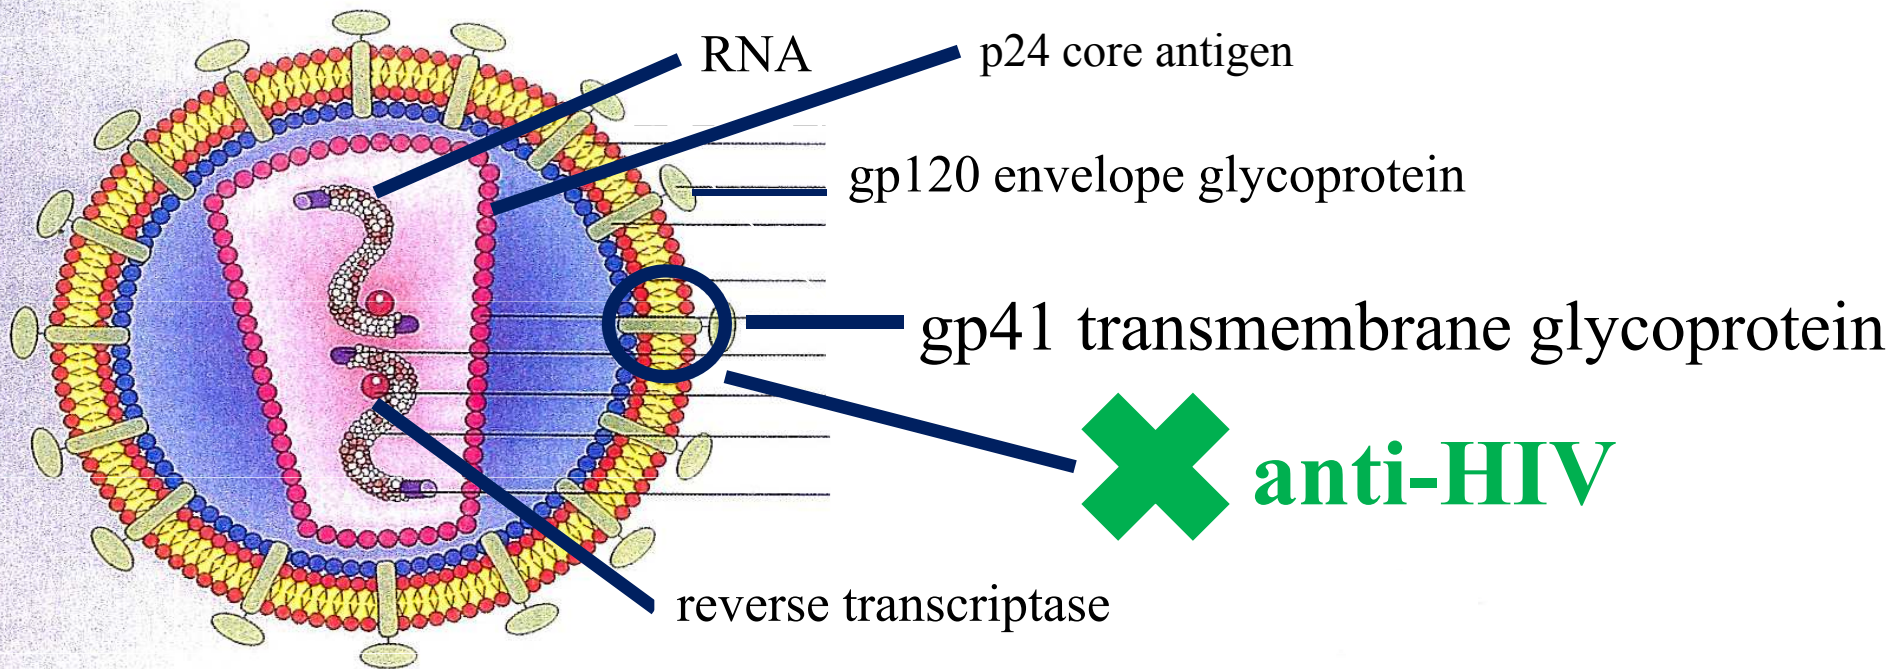 RNA
p24 core antigen
gp120 envelope glycoprotein
gp41 transmembrane glycoprotein
anti-HIV
reverse transcriptase